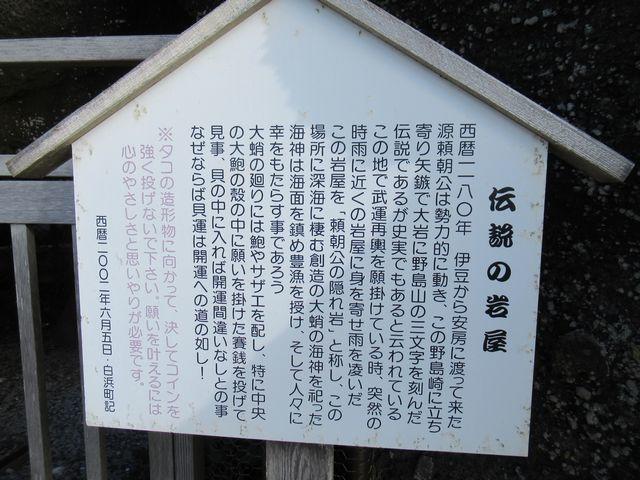 伝説の岩屋
西暦一一八〇年 伊豆から安房に渡って来た
源頼朝公は勢力的に動き、この野島崎に立ち
寄り矢鏃で大岩に野島山の三文字を刻んだ
伝説であるが史実でもあると云われている
この地で武運再興を願掛けている時、突然の
時雨に近くの岩屋に身を寄せ雨を凌いだ
この岩屋を「頼朝公の隠れ岩」と称し、この
場所に深海に棲む創造の大蛸の海神を祀った
海神は海面を鎮め豊漁を授け、そして人々に
幸をもたらす事であろう
大蛸の廻りには鮑やサザエを配し、特に中央
の大鮑の殻の中に願いを掛けた賽銭を投げて
見事、貝の中に入れば開運間違いなしとの事
なぜならば貝運は開運への道の如し！
※タコの造形物に向かって、決してコインを
強く投げないで下さい。願いを叶えるには
心のやさしさと思いやりが必要です。
西暦二〇〇二年六月五日・白浜町記